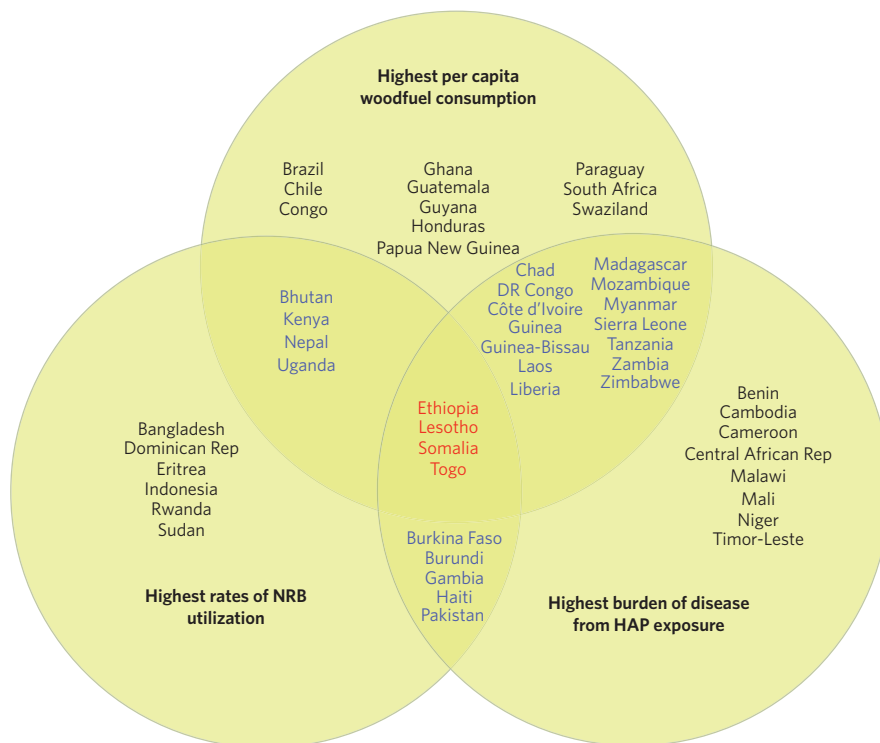 Highest per capita
woodfuel consumption
Brazil
Chile
Congo
Ghana
Guatemala
Guyana
Honduras
Papua New Guinea
Paraguay
South Africa
Swaziland
Bhutan
Kenya
Nepal
Uganda
Chad
DR Congo
Côte d'Ivoire
Guinea
Guinea-Bissau
Laos
Liberia
Madagascar
Mozambique
Myanmar
Sierra Leone
Tanzania
Zambia
Zimbabwe
Ethiopia
Lesotho
Somalia
Togo
Bangladesh
Dominican Rep
Eritrea
Indonesia
Rwanda
Sudan
Benin
Cambodia
Cameroon
Central African Rep
Malawi
Mali
Niger
Timor-Leste
Burkina Faso
Burundi
Gambia
Haiti
Pakistan
Highest rates of NRB
utilization
Highest burden of disease
from HAP exposure